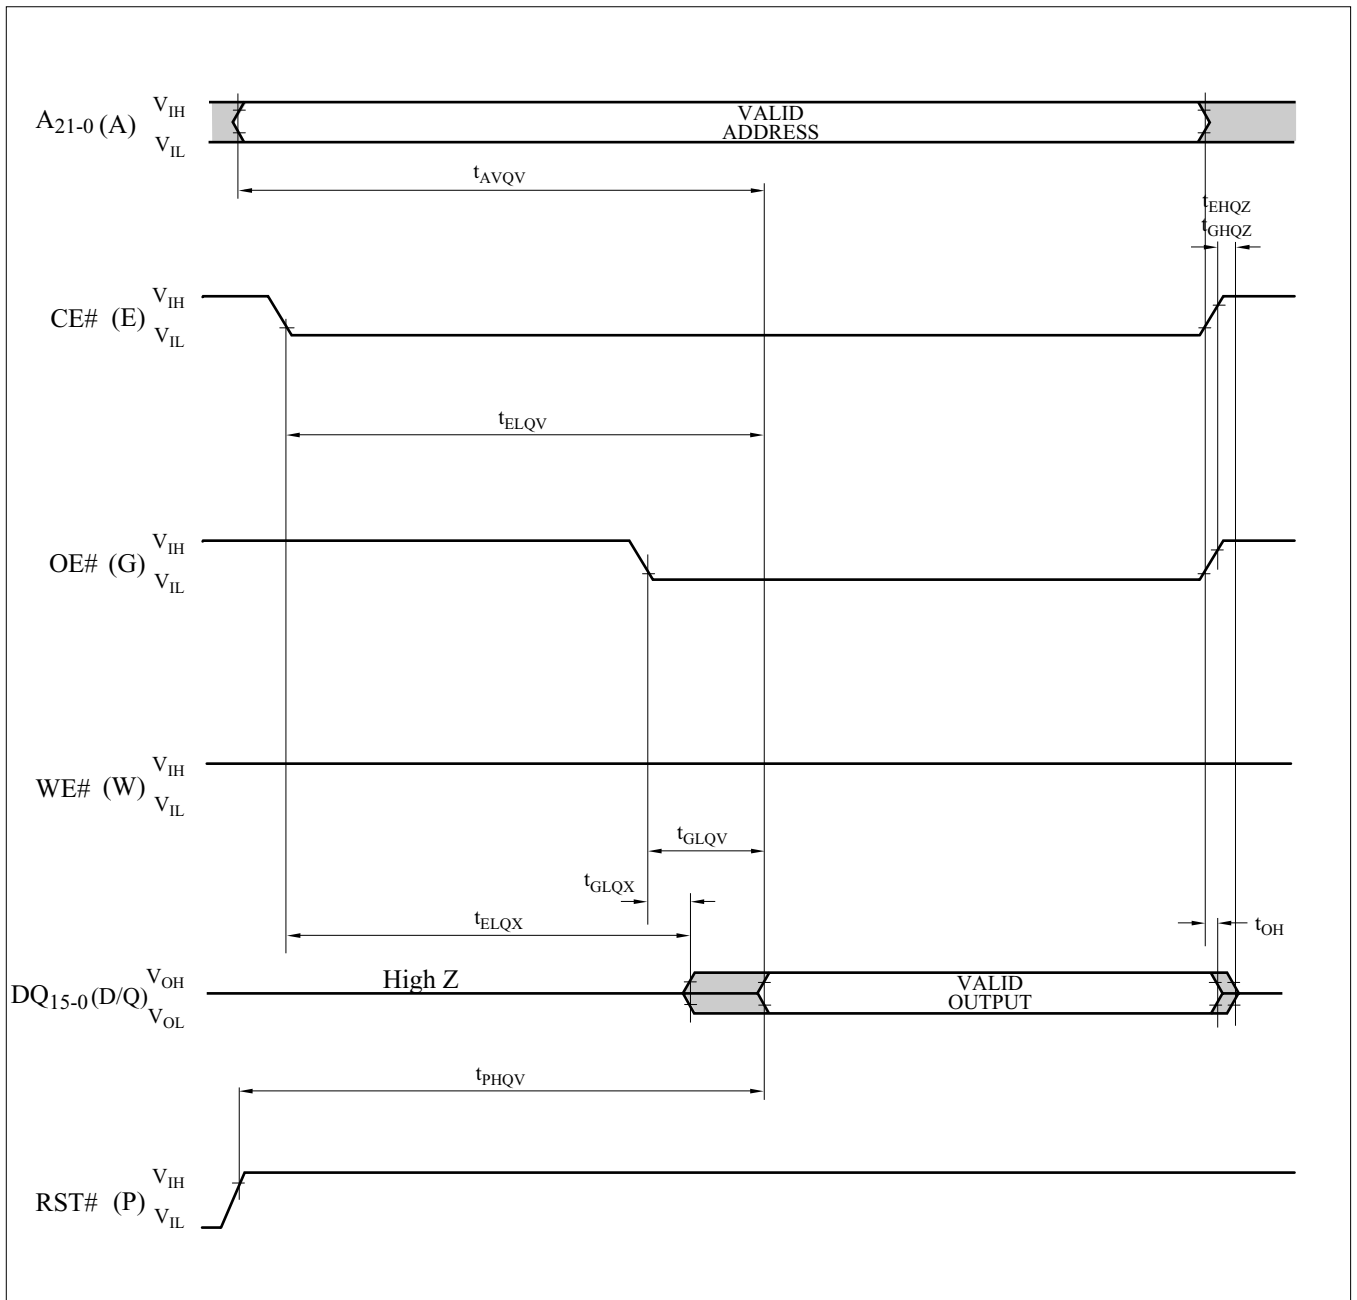 A21-0 (A)
VIH
VIL
VALID
ADDRESS
tAVQV
tEHQZ
tGHQZ
CE# (E)
VIH
VIL
tELQV
OE# (G)
VIH
VIL
WE# (W)
VIH
VIL
tGLQV
tGLQX
tELQX
tOH
DQ15-0 (D/Q)
VOH
VOL
High Z
VALID
OUTPUT
tPHQV
RST# (P)
VIH
VIL